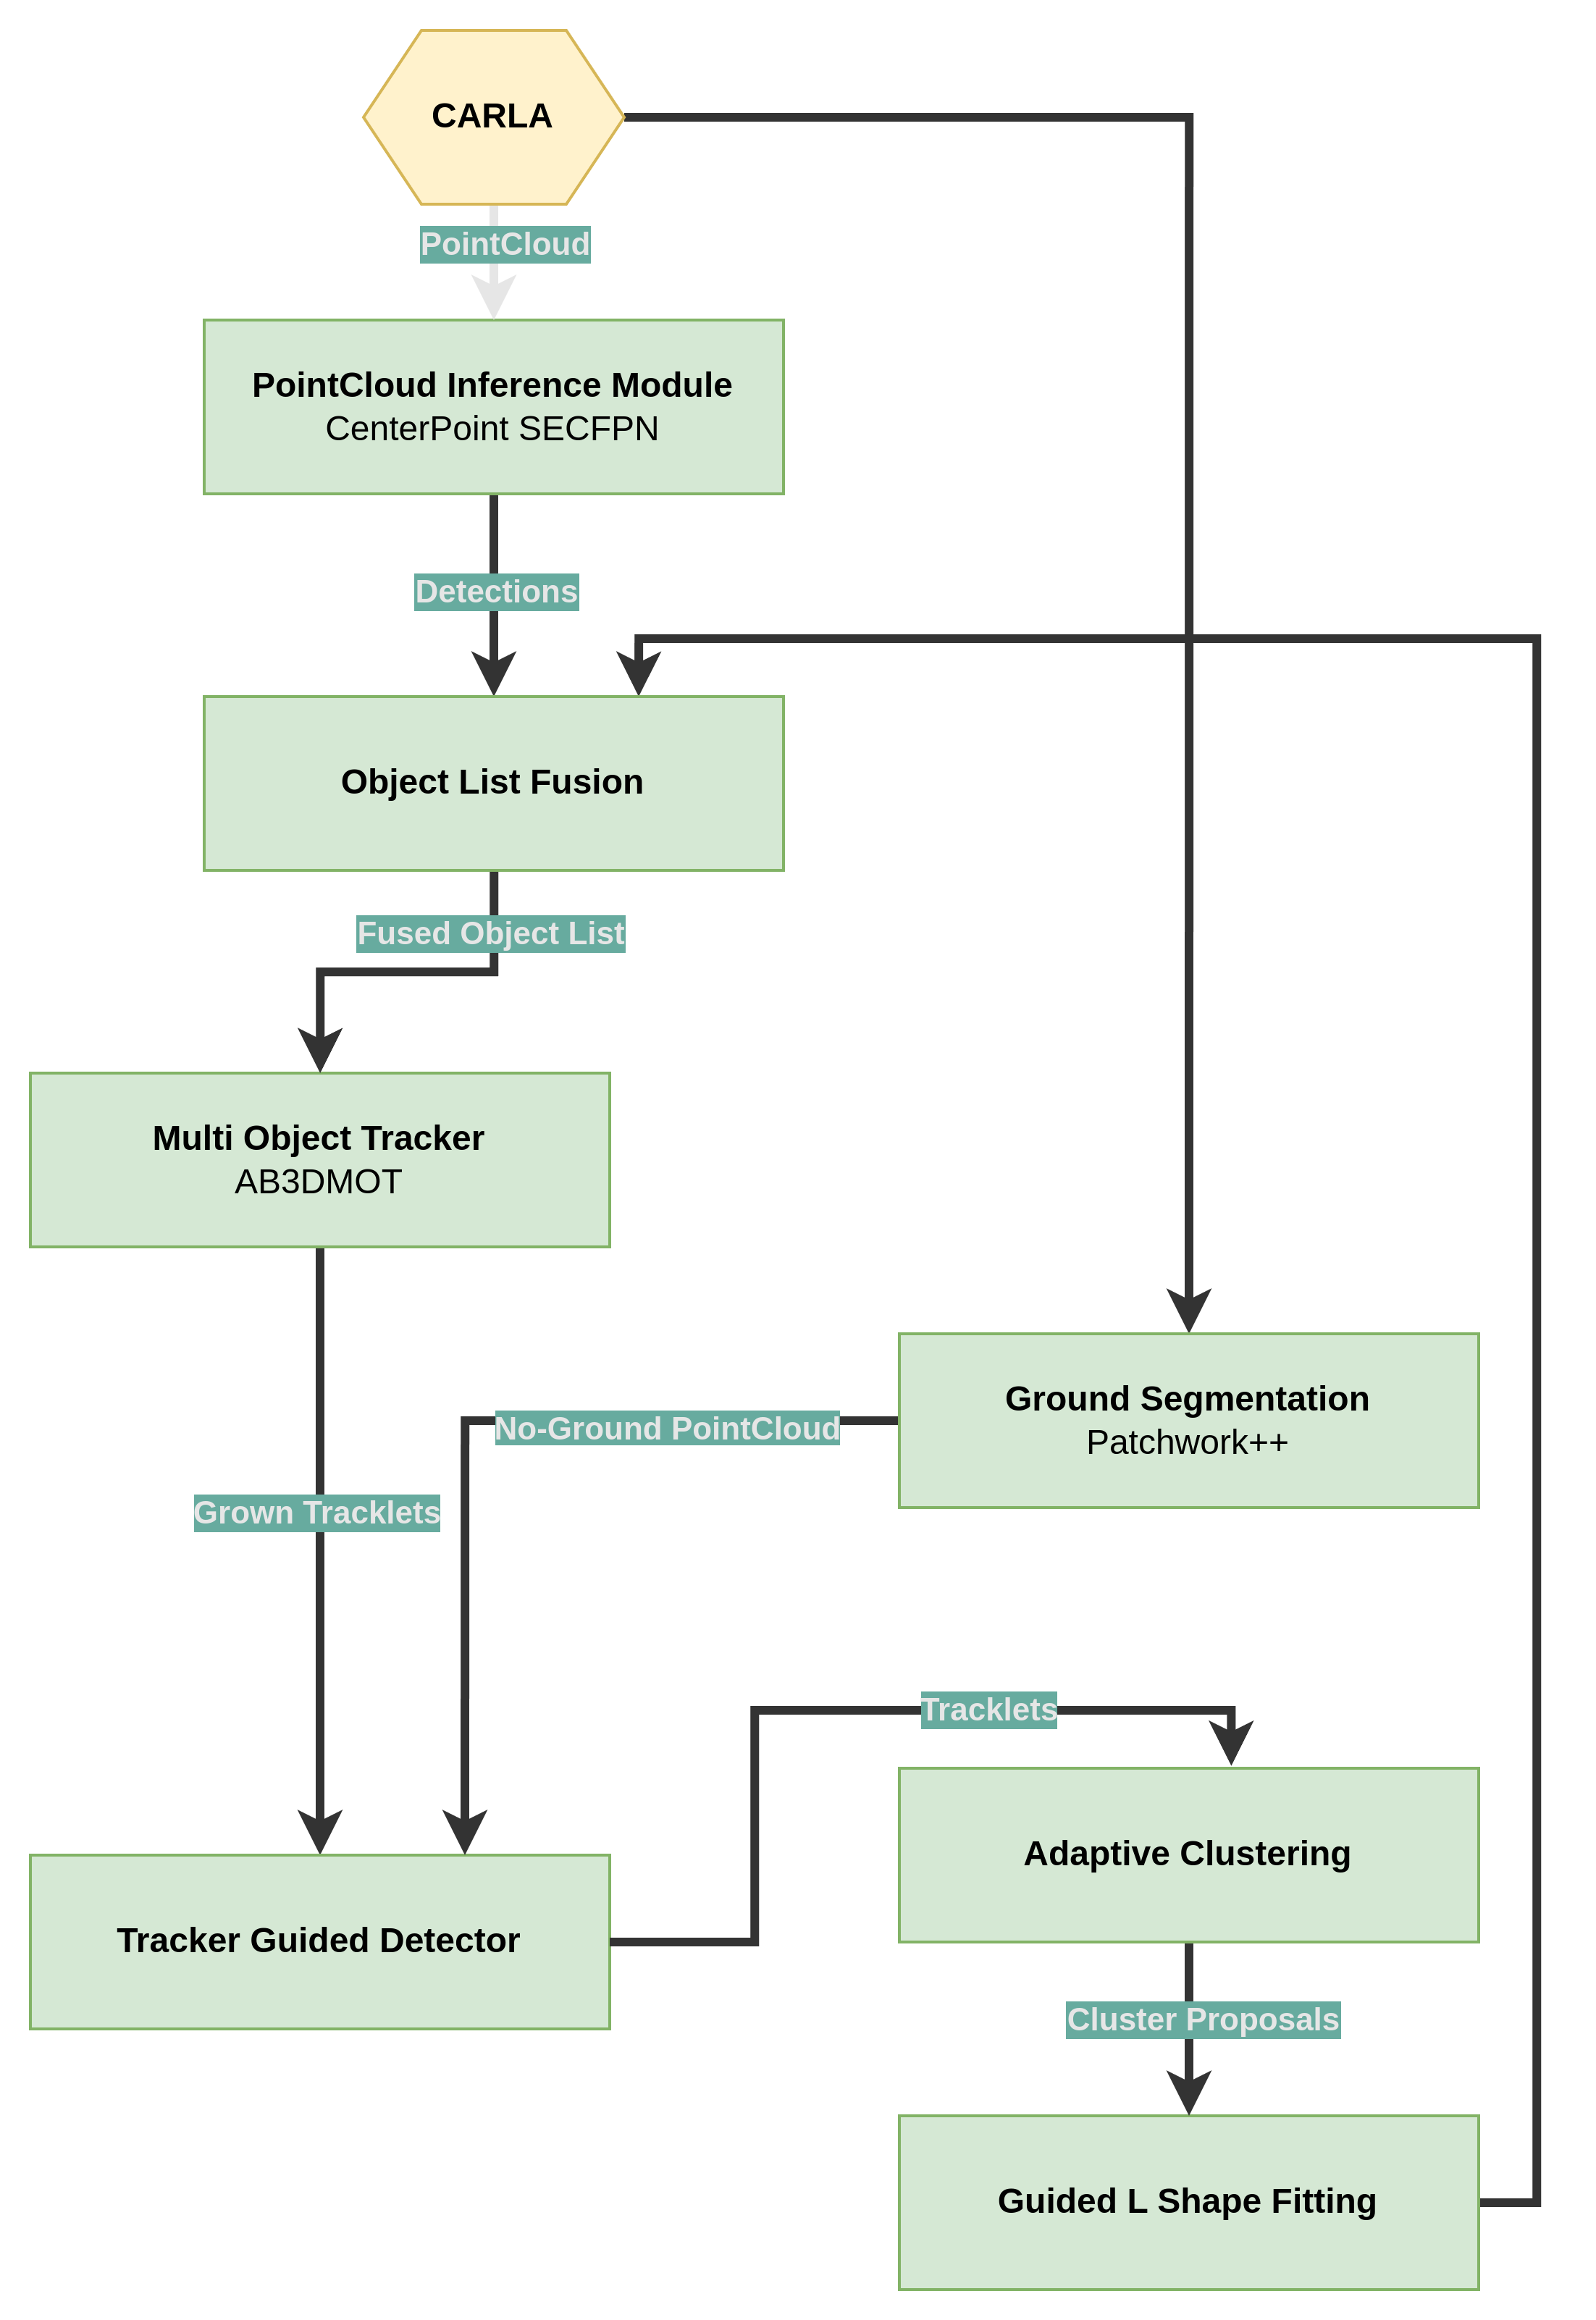 CARLA
PointCloud
PointCloud Inference Module
CenterPoint SECFPN
Detections
Object List Fusion
Fused Object List
Multi Object Tracker
AB3DMOT
Ground Segmentation
Patchwork++
No-Ground PointCloud
Grown Tracklets
Tracklets
Adaptive Clustering
Tracker Guided Detector
Cluster Proposals
Guided L Shape Fitting